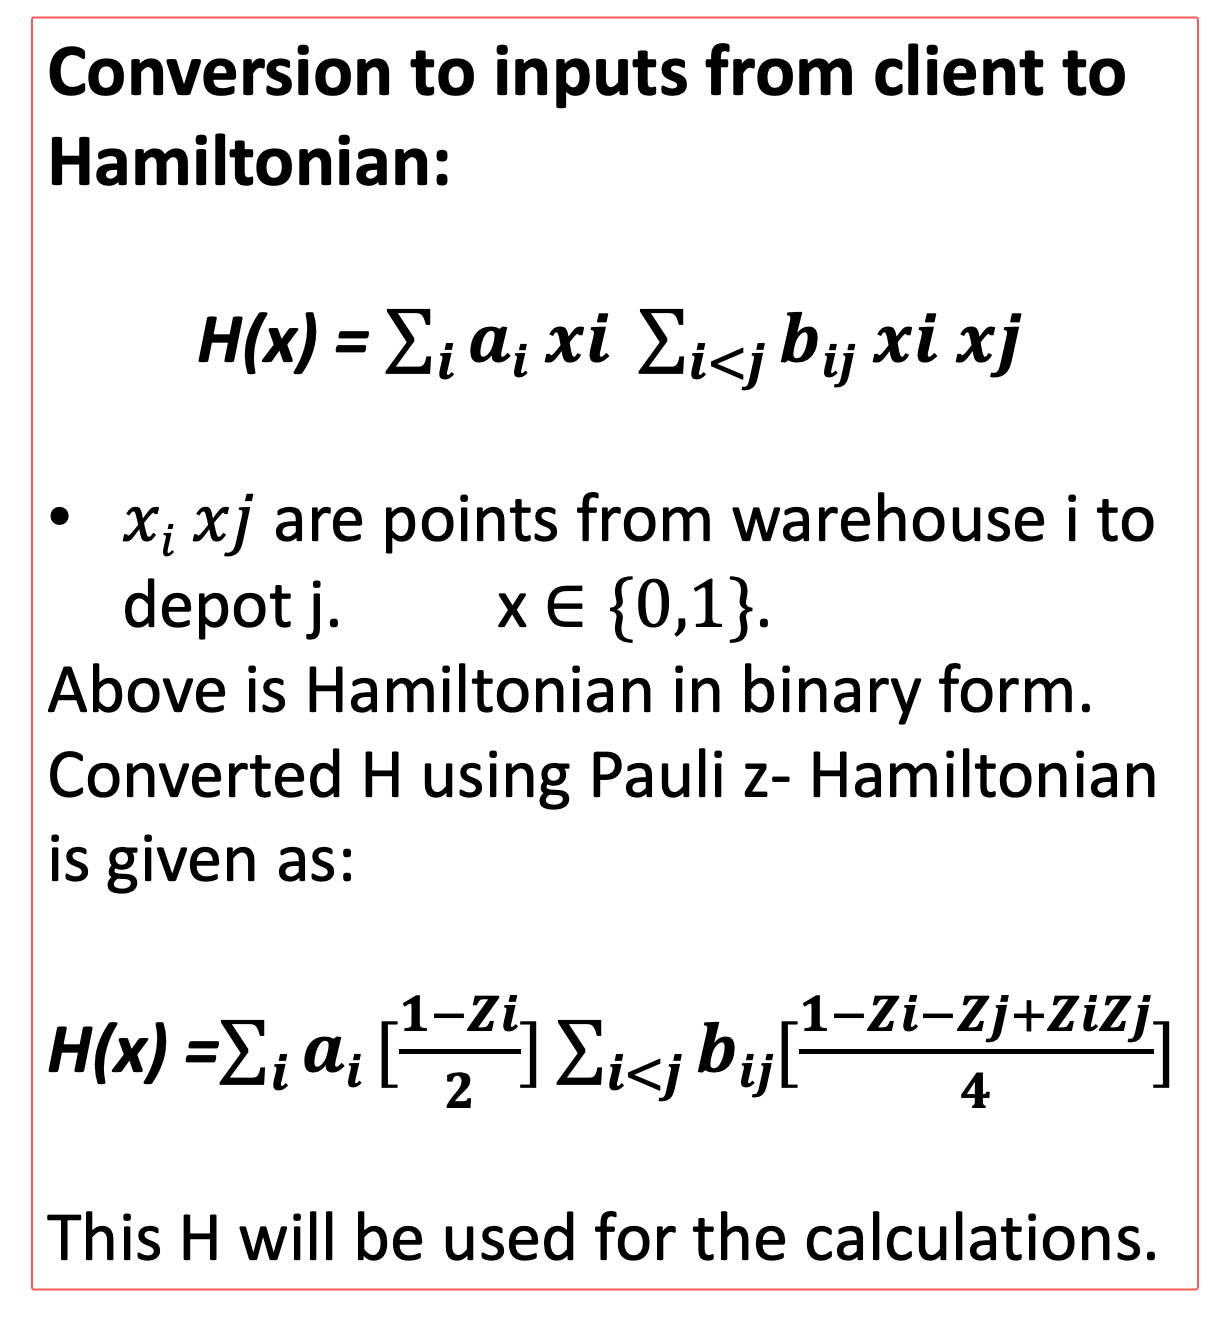 Conversion to inputs from client to
Hamiltonian:
H(x) = ∑ᵢ aᵢ xi ∑i<j bij xi xj
• xᵢ xj are points from warehouse i to
depot j. x ∈ {0,1}.
Above is Hamiltonian in binary form.
Converted H using Pauli z- Hamiltonian
is given as:
H(x) =∑ᵢ aᵢ [(1−Zi)/2] ∑i<j bij[(1−Zi−Zj+ZiZj)/4]
This H will be used for the calculations.